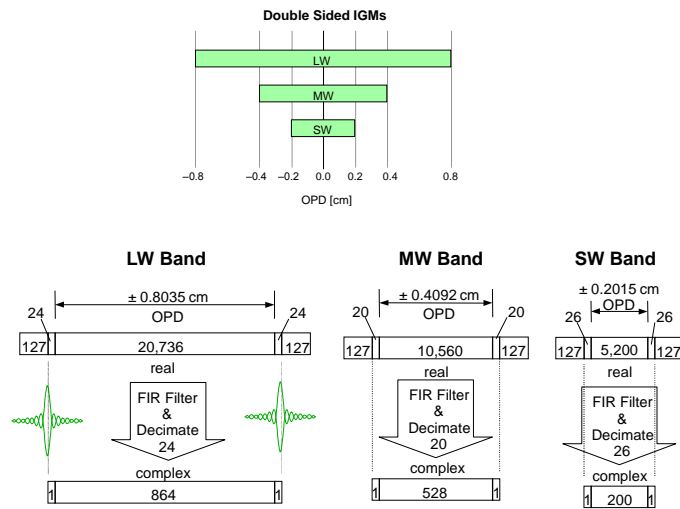 Double Sided IGMs
LW
MW
SW
–0.8 –0.4 –0.2 0.0 0.2 0.4 0.8
OPD [cm]
LW Band
± 0.8035 cm
OPD
24 24
127 20,736 127
real
FIR Filter
&
Decimate
24
complex
1 864 1
MW Band
± 0.4092 cm
OPD
20 20
127 10,560 127
real
FIR Filter
&
Decimate
20
complex
1 528 1
SW Band
± 0.2015 cm
OPD
26 26
127 5,200 127
real
FIR Filter
&
Decimate
26
complex
1 200 1